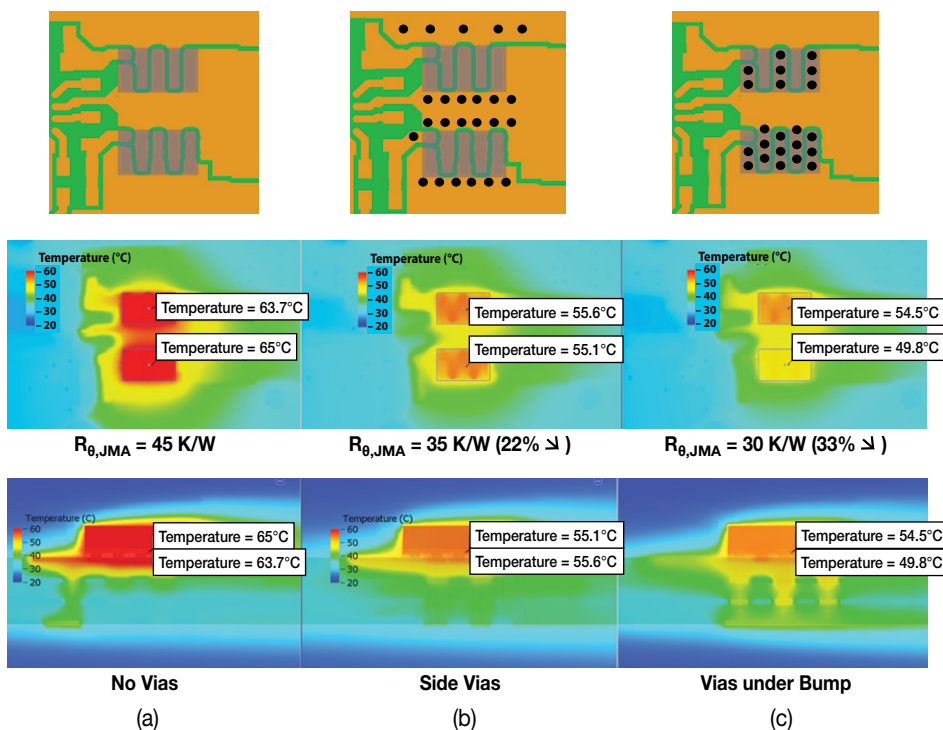 Temperature (°C)
60
50
40
30
20
Temperature = 63.7°C
Temperature = 65°C
Temperature (°C)
60
50
40
30
20
Temperature = 55.6°C
Temperature = 55.1°C
Temperature (°C)
60
50
40
30
20
Temperature = 54.5°C
Temperature = 49.8°C
Rθ,JMA = 45 K/W
Rθ,JMA = 35 K/W (22% ↘ )
Rθ,JMA = 30 K/W (33% ↘ )
Temperature (C)
60
50
40
30
20
Temperature = 65°C
Temperature = 63.7°C
Temperature (C)
60
50
40
30
20
Temperature = 55.1°C
Temperature = 55.6°C
Temperature = 54.5°C
Temperature = 49.8°C
No Vias
Side Vias
Vias under Bump
(a)
(b)
(c)